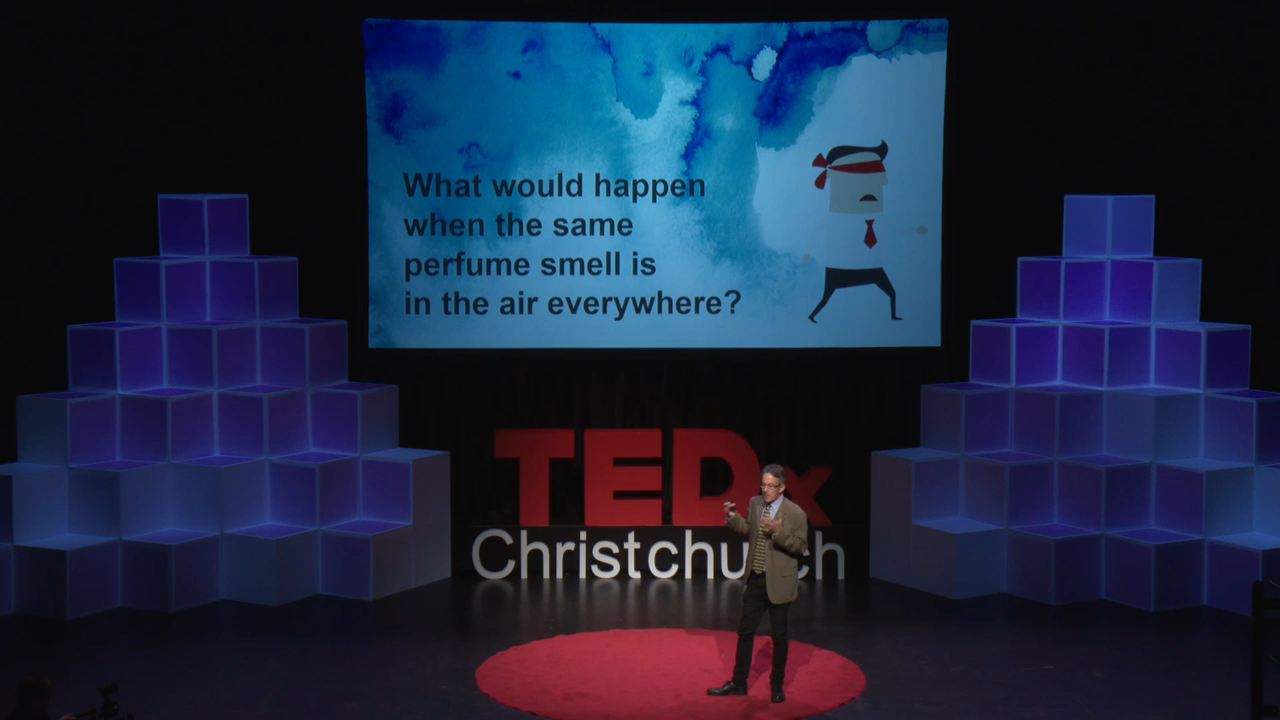 What would happen
when the same
perfume smell is
in the air everywhere?
TEDx
Christchurch